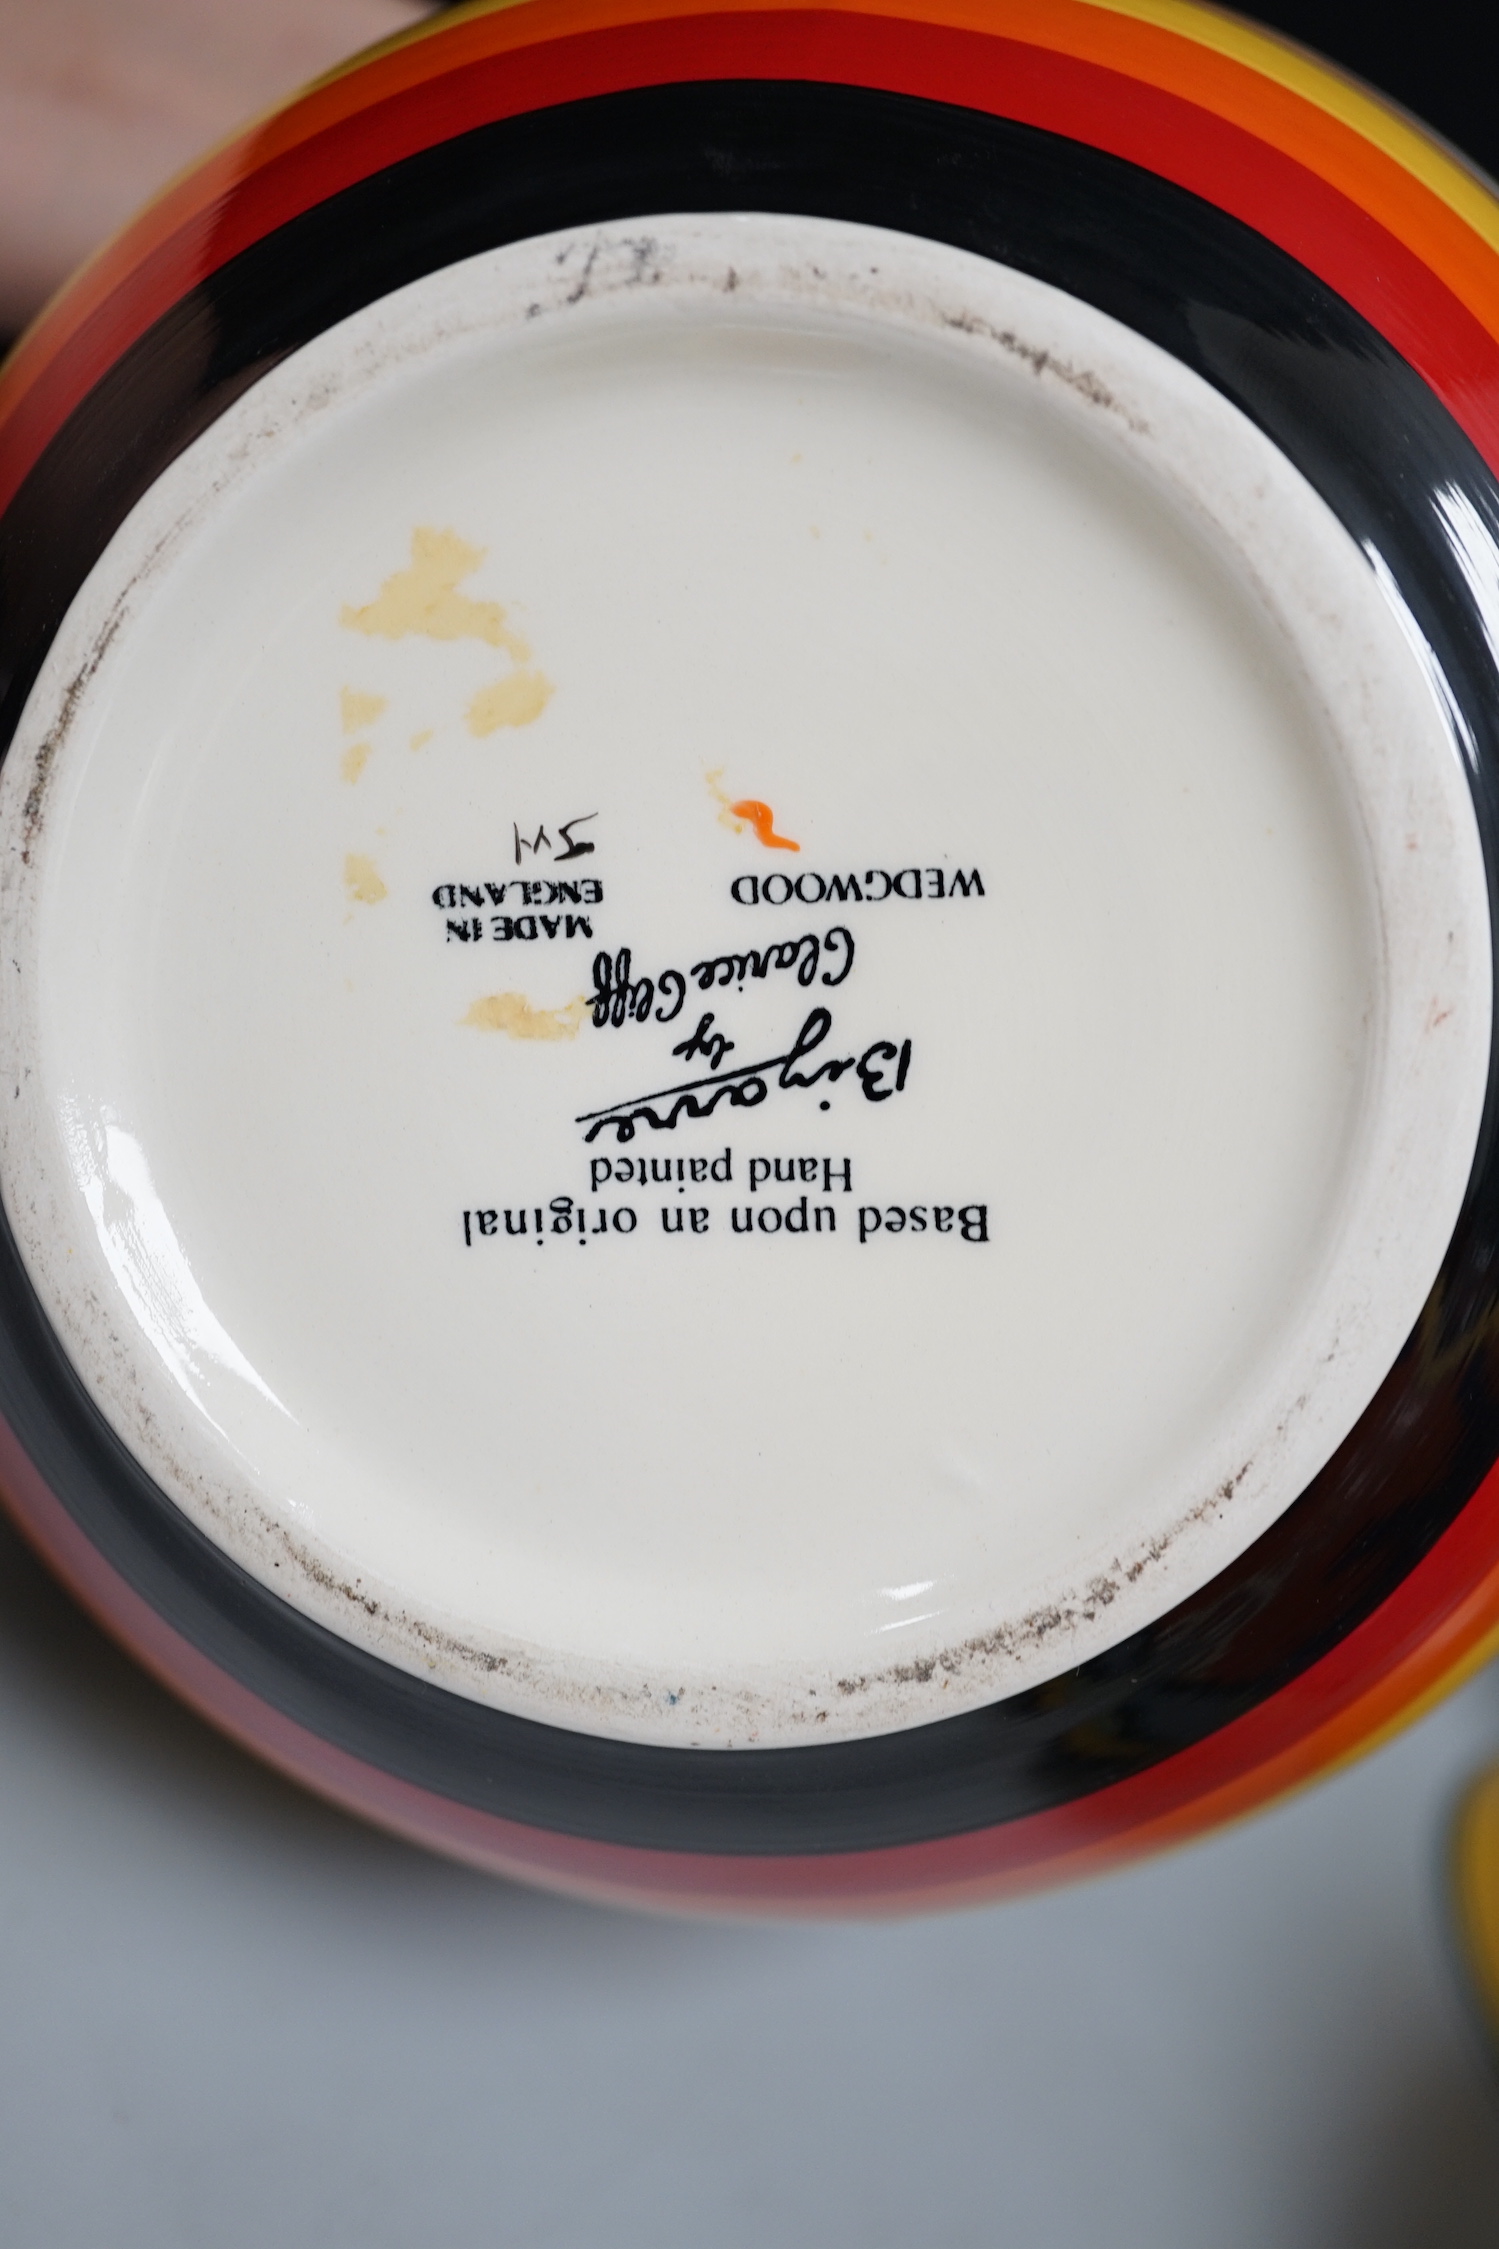 Based upon an original
Hand painted
Bizarre
by
Clarice Cliff
WEDGWOOD
MADE IN
ENGLAND